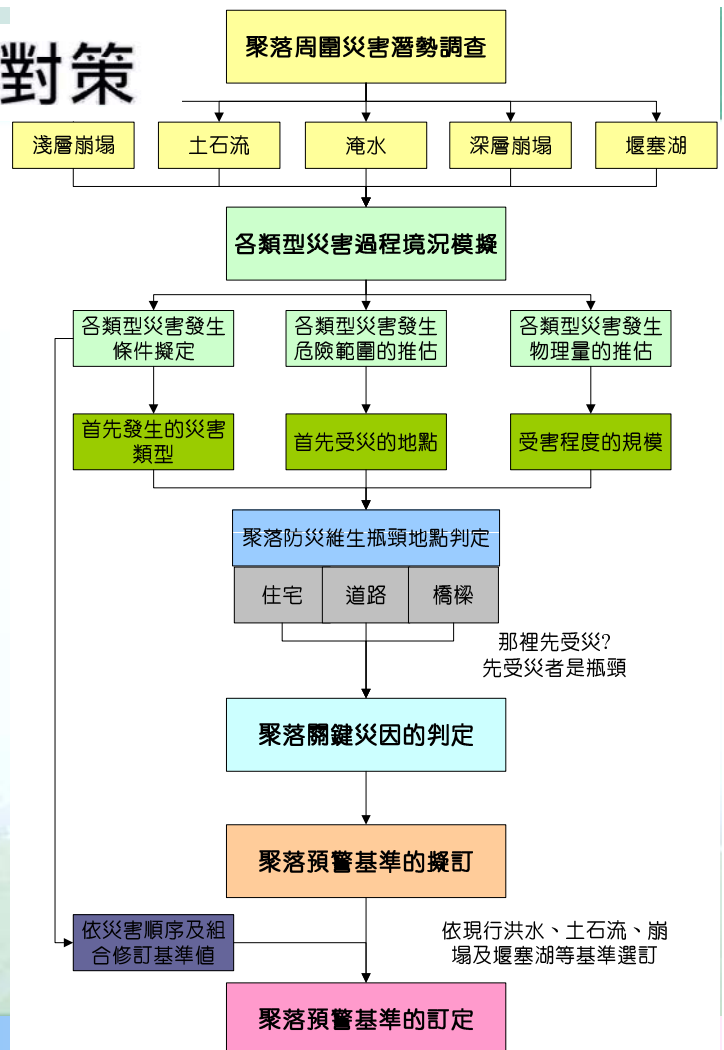 對策
聚落周圍災害潛勢調查
淺層崩塌
土石流
淹水
深層崩塌
堰塞湖
各類型災害過程境況模擬
各類型災害發生
條件擬定
各類型災害發生
危險範圍的推估
各類型災害發生
物理量的推估
首先發生的災害
類型
首先受災的地點
受害程度的規模
聚落防災維生瓶頸地點判定
住宅
道路
橋樑
那裡先受災?
先受災者是瓶頸
聚落關鍵災因的判定
聚落預警基準的擬訂
依災害順序及組
合修訂基準值
依現行洪水、土石流、崩
塌及堰塞湖等基準選訂
聚落預警基準的訂定